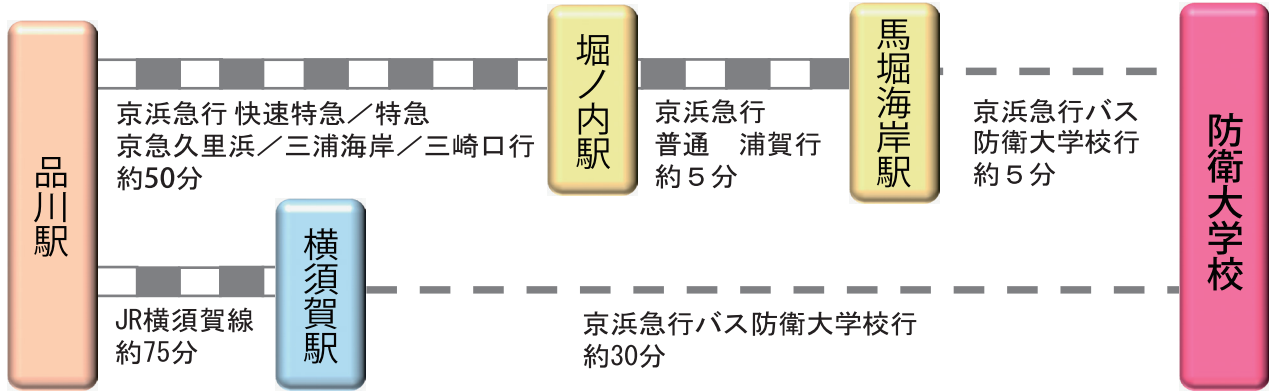 品川駅
京浜急行 快速特急／特急
京急久里浜／三浦海岸／三崎口行
約50分
堀ノ内駅
京浜急行
普通　浦賀行
約５分
馬堀海岸駅
京浜急行バス
防衛大学校行
約５分
防衛大学校
JR横須賀線
約75分
横須賀駅
京浜急行バス防衛大学校行
約30分